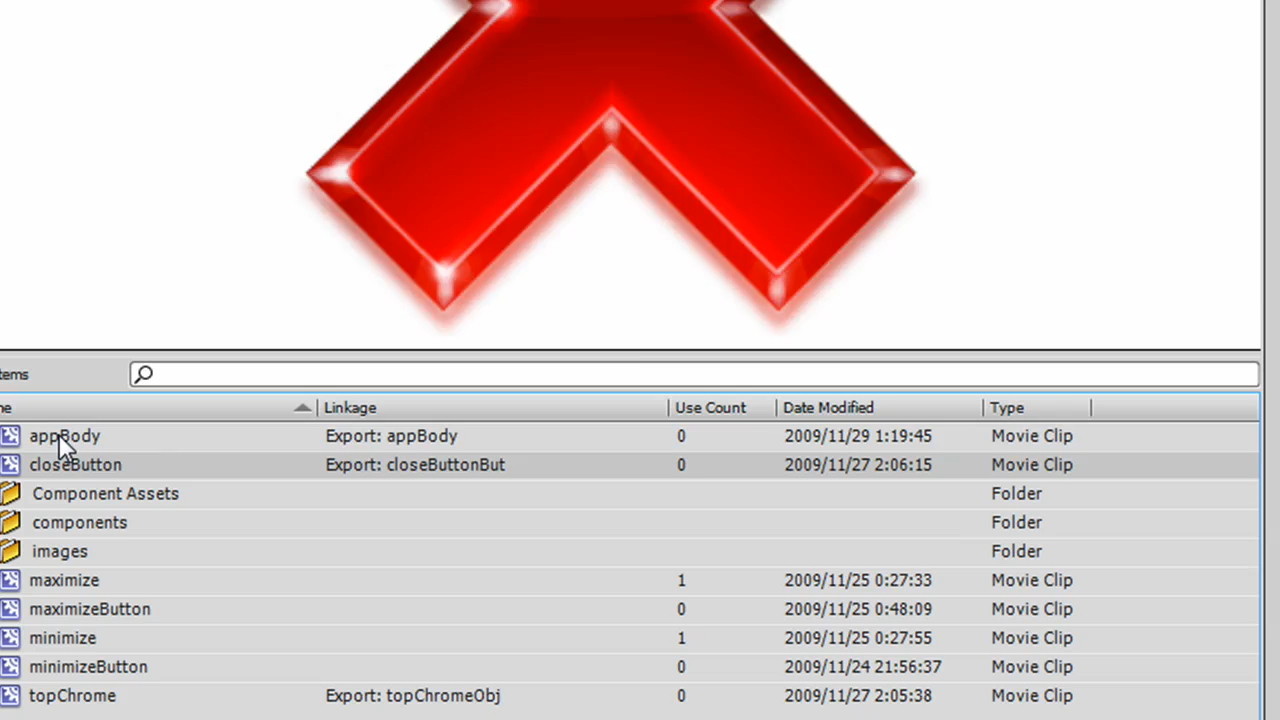 tems
ne Linkage Use Count Date Modified Type
appBody Export: appBody 0 2009/11/29 1:19:45 Movie Clip
closeButton Export: closeButtonBut 0 2009/11/27 2:06:15 Movie Clip
Component Assets Folder
components Folder
images Folder
maximize 1 2009/11/25 0:27:33 Movie Clip
maximizeButton 0 2009/11/25 0:48:09 Movie Clip
minimize 1 2009/11/25 0:27:55 Movie Clip
minimizeButton 0 2009/11/24 21:56:37 Movie Clip
topChrome Export: topChromeObj 0 2009/11/27 2:05:38 Movie Clip